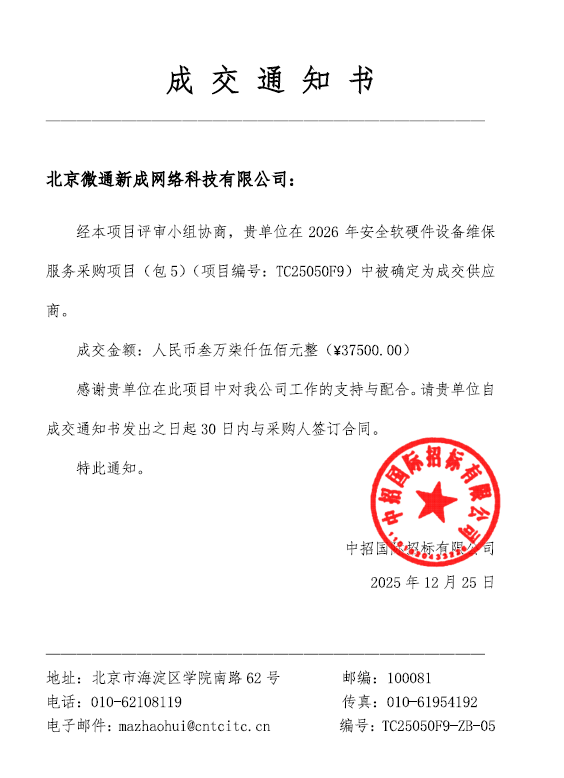 成交通知书
北京微通新成网络科技有限公司：
经本项目评审小组协商，贵单位在 2026 年安全软硬件设备维保
服务采购项目（包 5）（项目编号：TC25050F9）中被确定为成交供应
商。
成交金额：人民币叁万柒仟伍佰元整（¥37500.00）
感谢贵单位在此项目中对我公司工作的支持与配合。请贵单位自
成交通知书发出之日起 30 日内与采购人签订合同。
特此通知。
中招国际招标有限公司
中招国际招标有限公司
2025 年 12 月 25 日
地址：北京市海淀区学院南路 62 号 邮编：100081
电话：010-62108119 传真：010-61954192
电子邮件：mazhaohui@cntcitc.cn 编号：TC25050F9-ZB-05